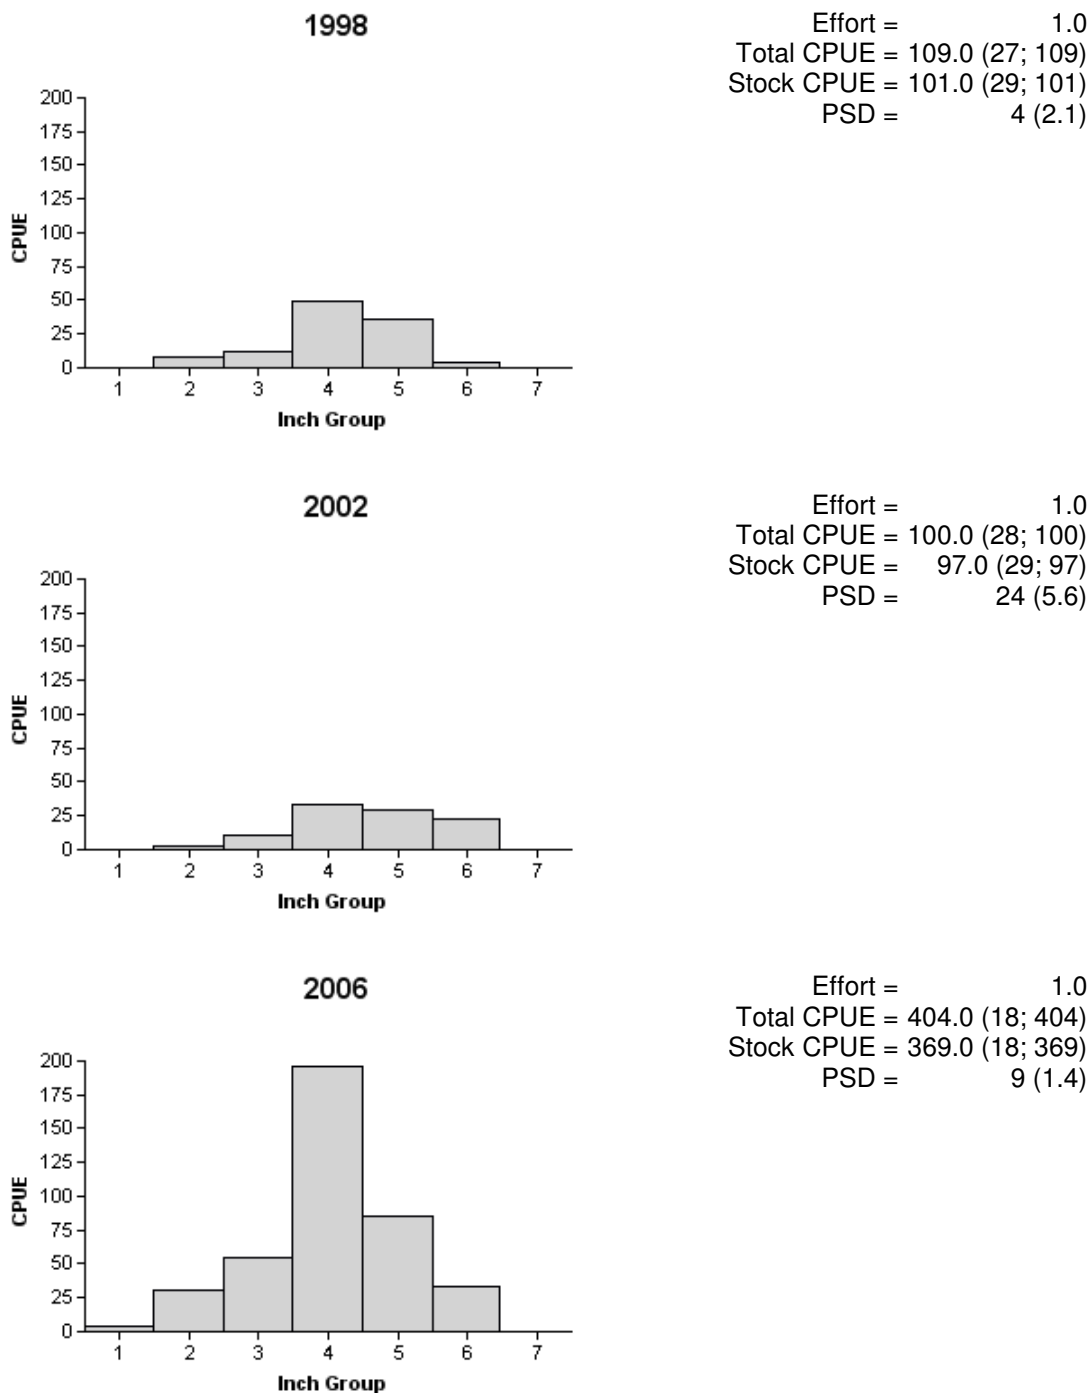 1998
Effort = 1.0
Total CPUE = 109.0 (27; 109)
Stock CPUE = 101.0 (29; 101)
PSD = 4 (2.1)
200
175
150
125
100
75
50
25
0
CPUE
1 2 3 4 5 6 7
Inch Group
2002
Effort = 1.0
Total CPUE = 100.0 (28; 100)
Stock CPUE = 97.0 (29; 97)
PSD = 24 (5.6)
200
175
150
125
100
75
50
25
0
CPUE
1 2 3 4 5 6 7
Inch Group
2006
Effort = 1.0
Total CPUE = 404.0 (18; 404)
Stock CPUE = 369.0 (18; 369)
PSD = 9 (1.4)
200
175
150
125
100
75
50
25
0
CPUE
1 2 3 4 5 6 7
Inch Group